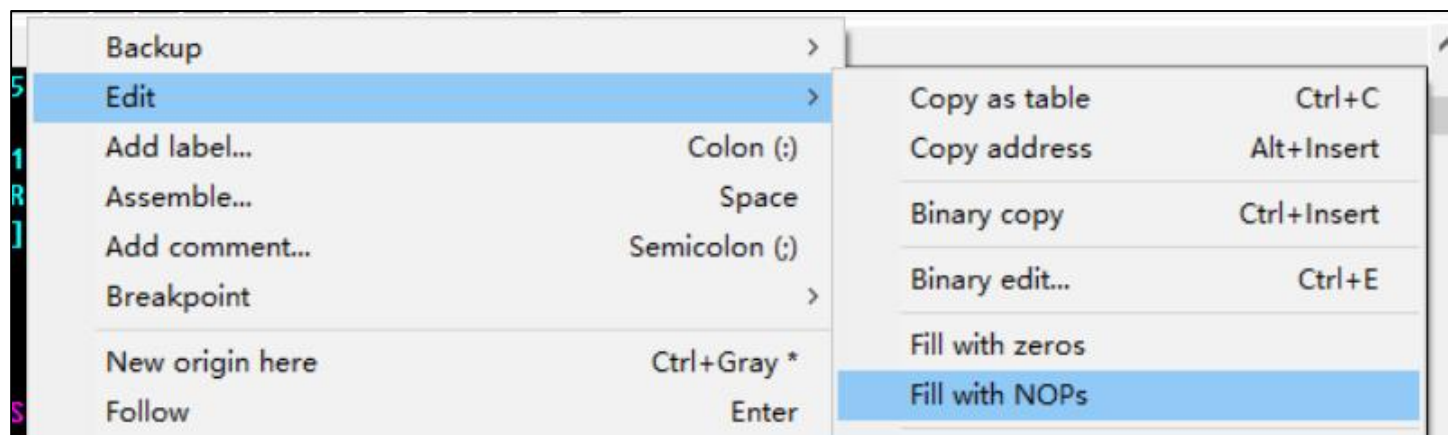 Backup >
Edit >
Add label... Colon (:)
Assemble... Space
Add comment... Semicolon (;)
Breakpoint >
New origin here Ctrl+Gray *
Follow Enter
Copy as table Ctrl+C
Copy address Alt+Insert
Binary copy Ctrl+Insert
Binary edit... Ctrl+E
Fill with zeros
Fill with NOPs
5
1
R
]
S